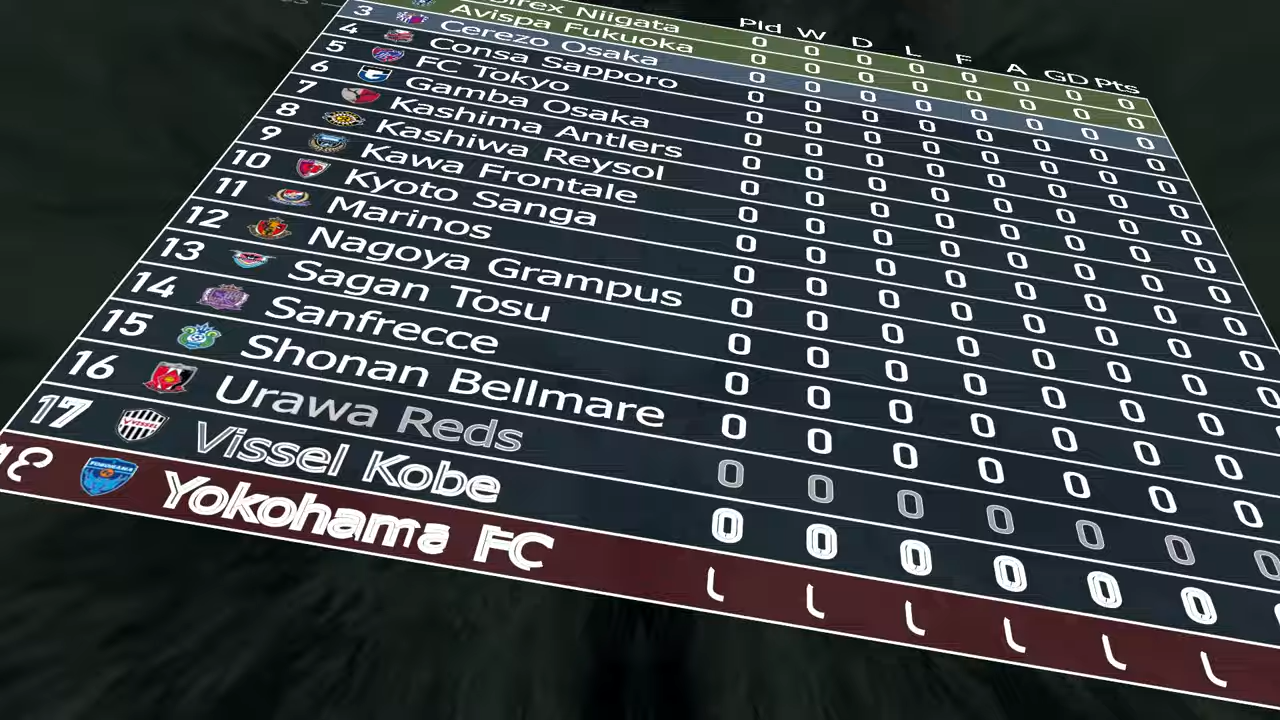 Pld W D L F A GD Pts
Niigata 0 0 0 0 0 0 0 0
Avispa Fukuoka 0 0 0 0 0 0 0 0
3 Cerezo Osaka 0 0 0 0 0 0 0 0
4 Consa Sapporo 0 0 0 0 0 0 0 0
5 FC Tokyo 0 0 0 0 0 0 0 0
6 Gamba Osaka 0 0 0 0 0 0 0 0
7 Kashima Antlers 0 0 0 0 0 0 0 0
8 Kashiwa Reysol 0 0 0 0 0 0 0 0
9 Kawa Frontale 0 0 0 0 0 0 0 0
10 Kyoto Sanga 0 0 0 0 0 0 0 0
11 Marinos 0 0 0 0 0 0 0 0
12 Nagoya Grampus 0 0 0 0 0 0 0 0
13 Sagan Tosu 0 0 0 0 0 0 0
14 Sanfrecce 0 0 0 0 0 0 0
15 Shonan Bellmare 0 0 0 0 0 0 0
16 Urawa Reds 0 0 0 0 0 0 0
17 Vissel Kobe 0 0 0 0 0 0
Yokohama FC